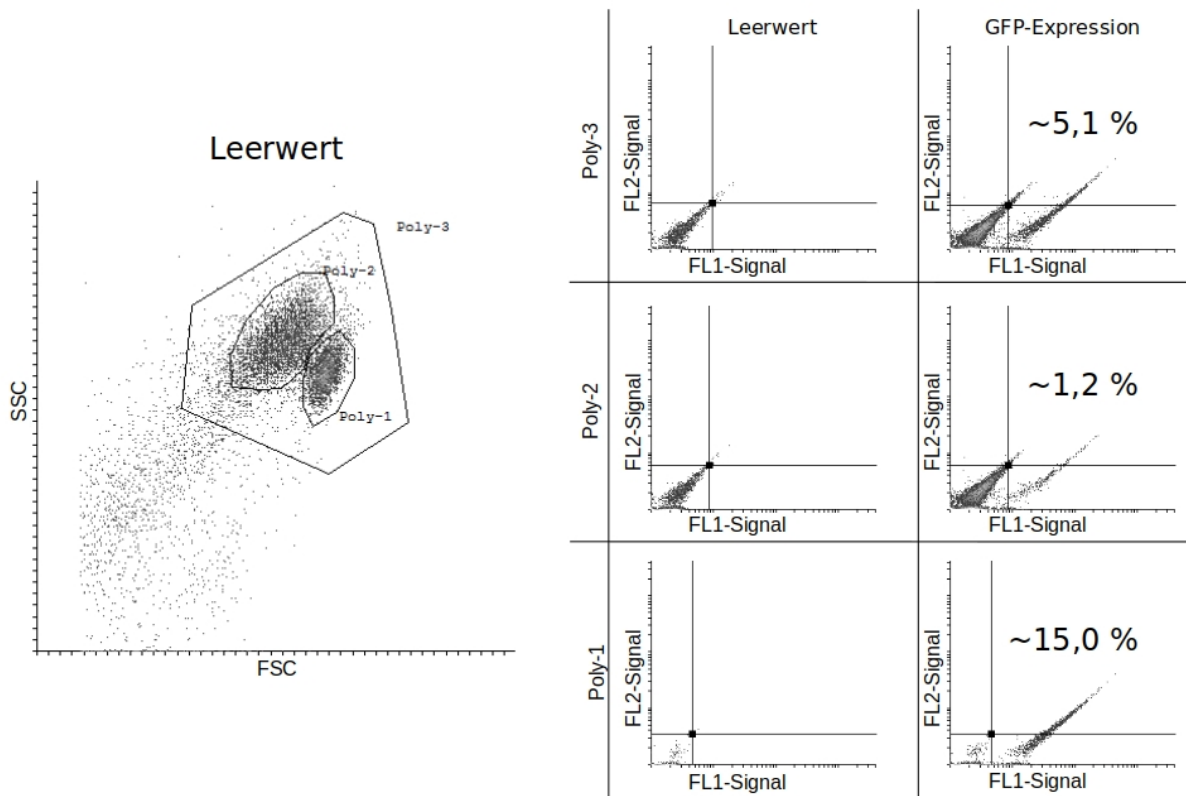 Leerwert
Poly-3
Poly-2
Poly-1
SSC
FSC
Leerwert
GFP-Expression
Poly-3
FL2-Signal
FL1-Signal
FL2-Signal
~5,1 %
FL1-Signal
Poly-2
FL2-Signal
FL1-Signal
FL2-Signal
~1,2 %
FL1-Signal
Poly-1
FL2-Signal
FL1-Signal
FL2-Signal
~15,0 %
FL1-Signal